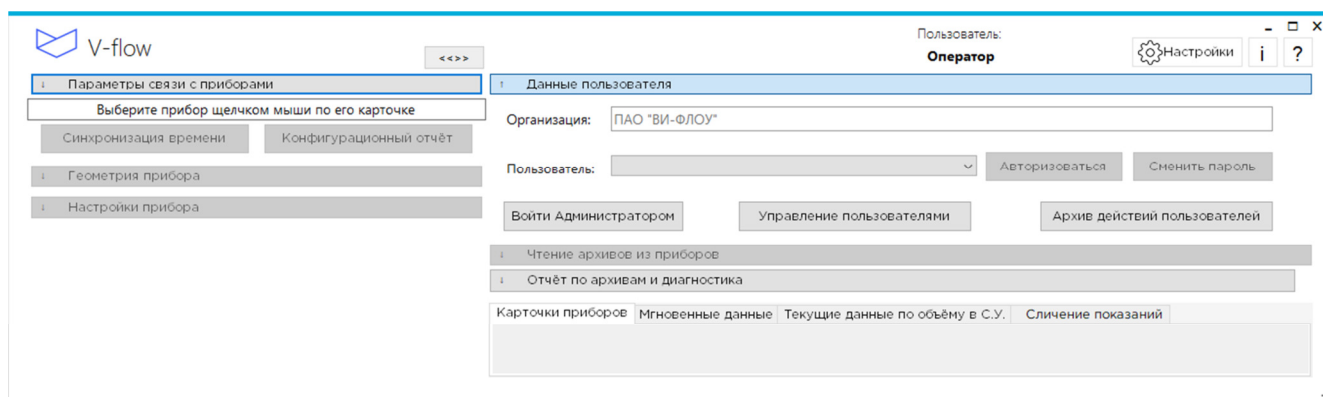 V-flow
<<>>
Пользователь:
Оператор
Настройки
i
?
↓ Параметры связи с приборами
Выберите прибор щелчком мыши по его карточке
Синхронизация времени
Конфигурационный отчёт
↓ Геометрия прибора
↓ Настройки прибора
↑ Данные пользователя
Организация: ПАО "ВИ-ФЛОУ"
Пользователь:
Авторизоваться
Сменить пароль
Войти Администратором
Управление пользователями
Архив действий пользователей
↓ Чтение архивов из приборов
↓ Отчёт по архивам и диагностика
Карточки приборов Мгновенные данные Текущие данные по объёму в С.У. Сличение показаний